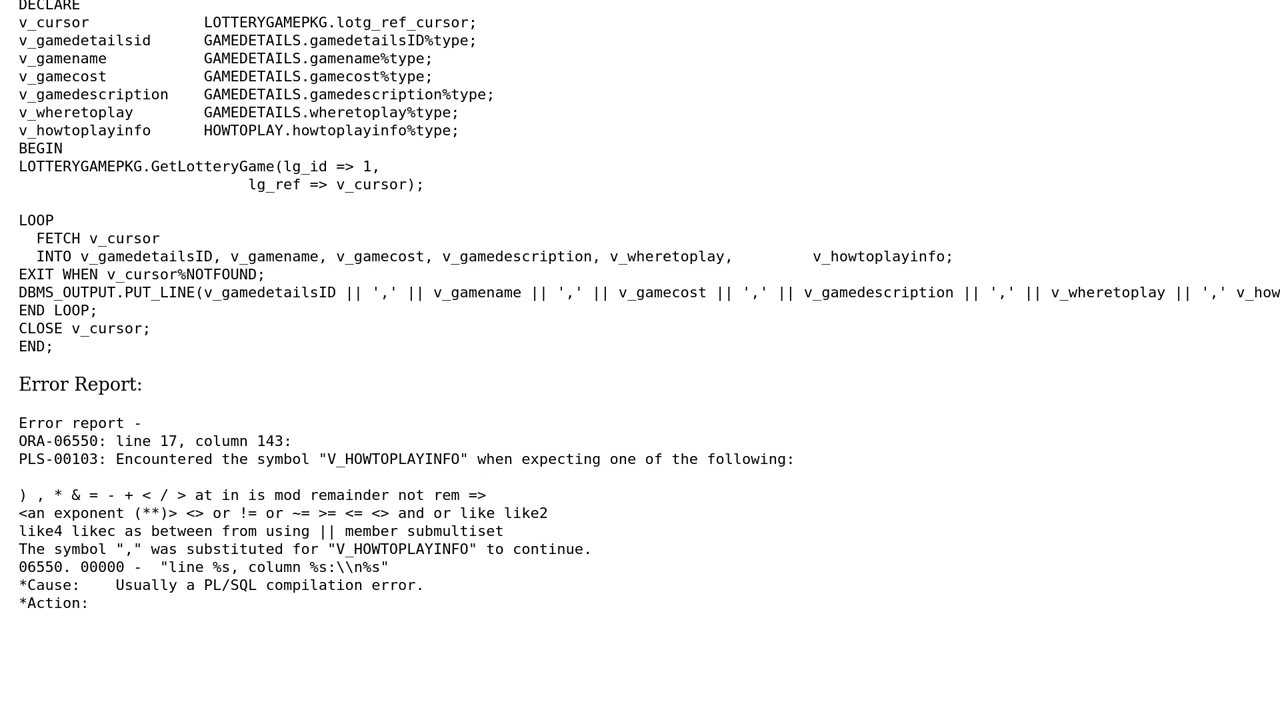 DECLARE
v_cursor             LOTTERYGAMEPKG.lotg_ref_cursor;
v_gamedetailsid      GAMEDETAILS.gamedetailsID%type;
v_gamename           GAMEDETAILS.gamename%type;
v_gamecost           GAMEDETAILS.gamecost%type;
v_gamedescription    GAMEDETAILS.gamedescription%type;
v_wheretoplay        GAMEDETAILS.wheretoplay%type;
v_howtoplayinfo      HOWTOPLAY.howtoplayinfo%type;
BEGIN
LOTTERYGAMEPKG.GetLotteryGame(lg_id => 1,
                          lg_ref => v_cursor);
LOOP
  FETCH v_cursor
  INTO v_gamedetailsID, v_gamename, v_gamecost, v_gamedescription, v_wheretoplay,         v_howtoplayinfo;
EXIT WHEN v_cursor%NOTFOUND;
DBMS_OUTPUT.PUT_LINE(v_gamedetailsID || ',' || v_gamename || ',' || v_gamecost || ',' || v_gamedescription || ',' || v_wheretoplay || ',' v_how
END LOOP;
CLOSE v_cursor;
END;
Error Report:
Error report -
ORA-06550: line 17, column 143:
PLS-00103: Encountered the symbol "V_HOWTOPLAYINFO" when expecting one of the following:
) , * & = - + < / > at in is mod remainder not rem =>
<an exponent (**)> <> or != or ~= >= <= <> and or like like2
like4 likec as between from using || member submultiset
The symbol "," was substituted for "V_HOWTOPLAYINFO" to continue.
06550. 00000 -  "line %s, column %s:\\n%s"
*Cause:    Usually a PL/SQL compilation error.
*Action: